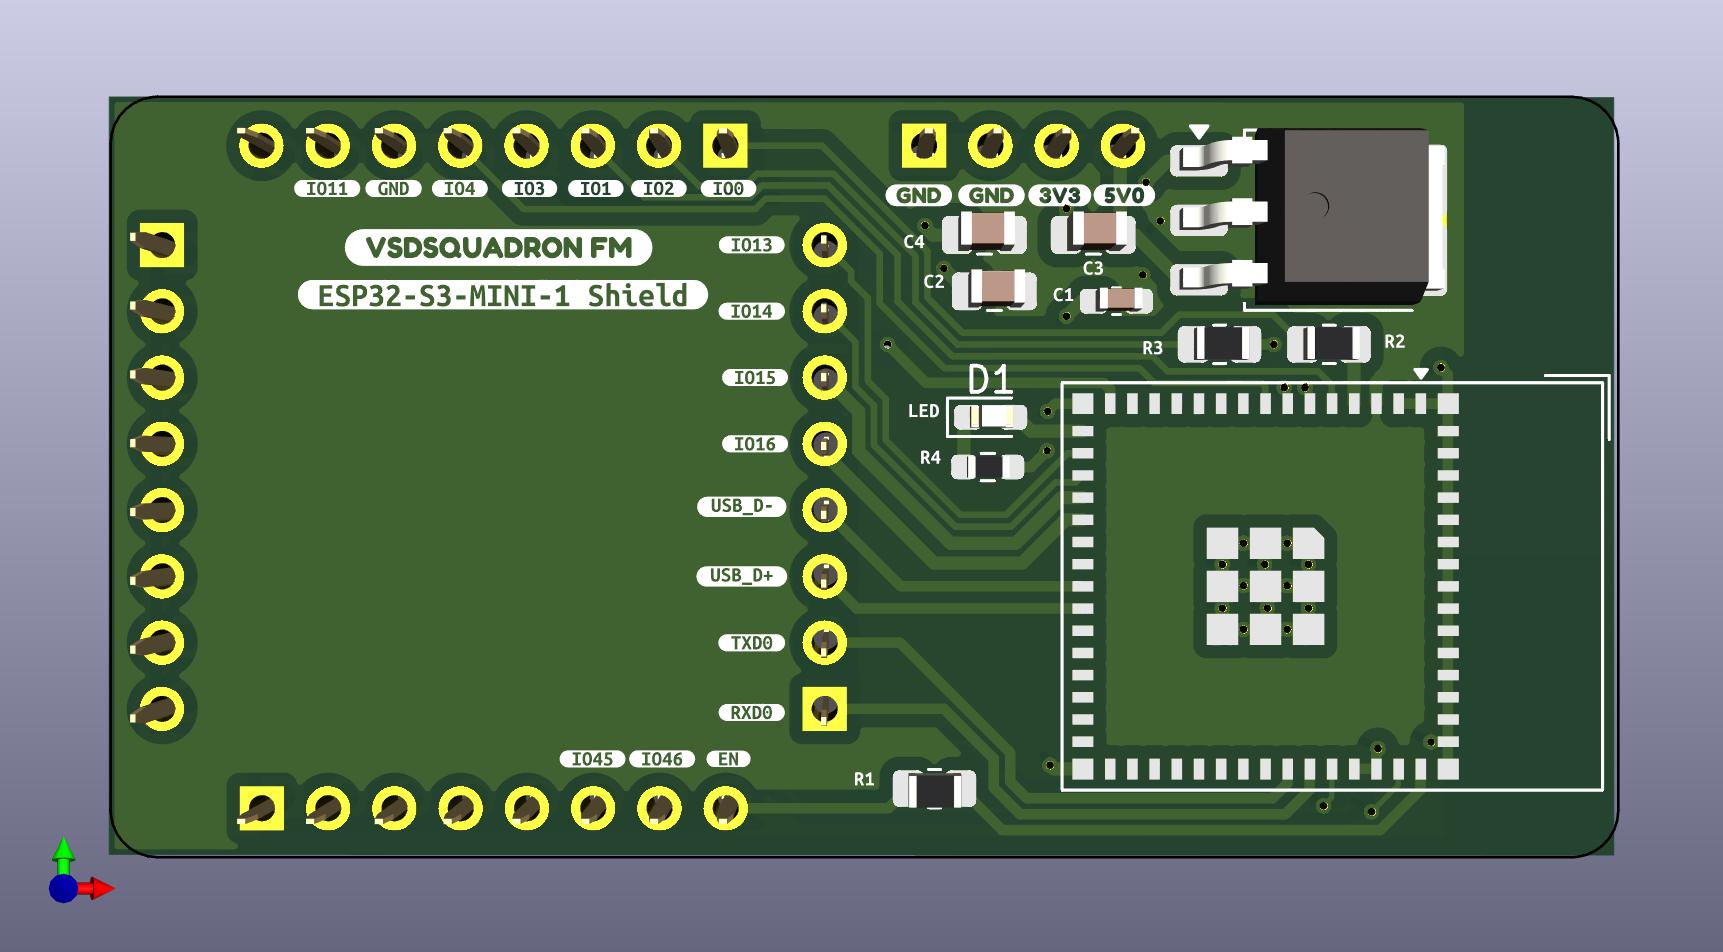 IO11 GND IO4 IO3 IO1 IO2 IO0
GND GND 3V3 5V0
VSDSQUADRON FM
ESP32-S3-MINI-1 Shield
IO13
IO14
IO15
IO16
USB_D-
USB_D+
TXD0
RXD0
IO45 IO46 EN
C4
C3
C2
C1
R3
R2
D1
LED
R4
R1